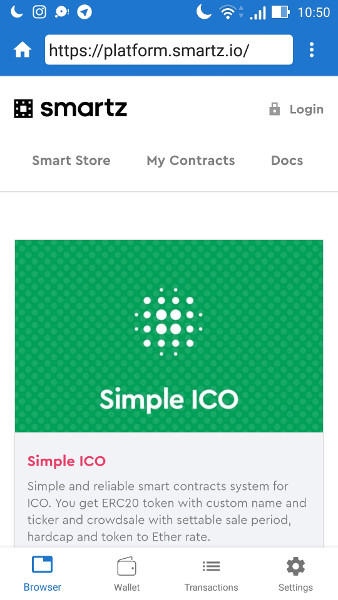 10:50
https://platform.smartz.io/
smartz
Login
Smart Store
My Contracts
Docs
Simple ICO
Simple ICO
Simple and reliable smart contracts system for
ICO. You get ERC20 token with custom name and
ticker and crowdsale with settable sale period,
hardcap and token to Ether rate.
Browser
Wallet
Transactions
Settings